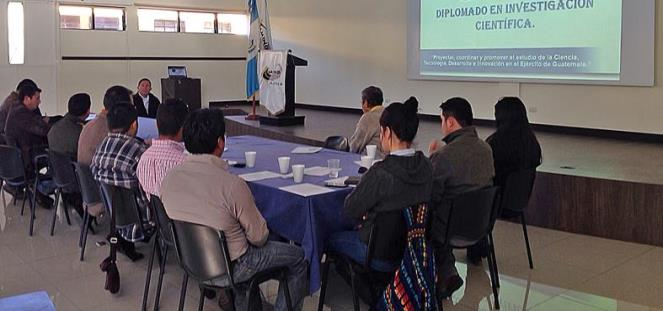 DIPLOMADO EN INVESTIGACIÓN
CIENTÍFICA.
"Proyectar, coordinar y promover el estudio de la Ciencia,
Tecnología, Desarrollo e Innovación en el Ejército de Guatemala."